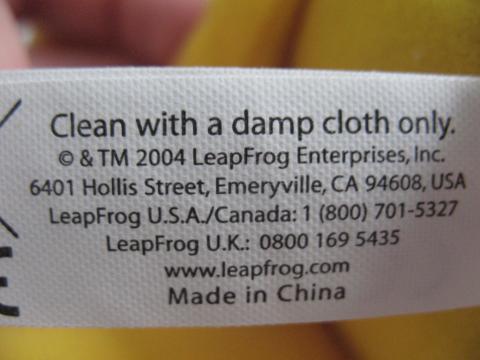 Clean with a damp cloth only.
© & TM 2004 LeapFrog Enterprises, Inc.
6401 Hollis Street, Emeryville, CA 94608, USA
LeapFrog U.S.A./Canada: 1 (800) 701-5327
LeapFrog U.K.: 0800 169 5435
www.leapfrog.com
Made in China